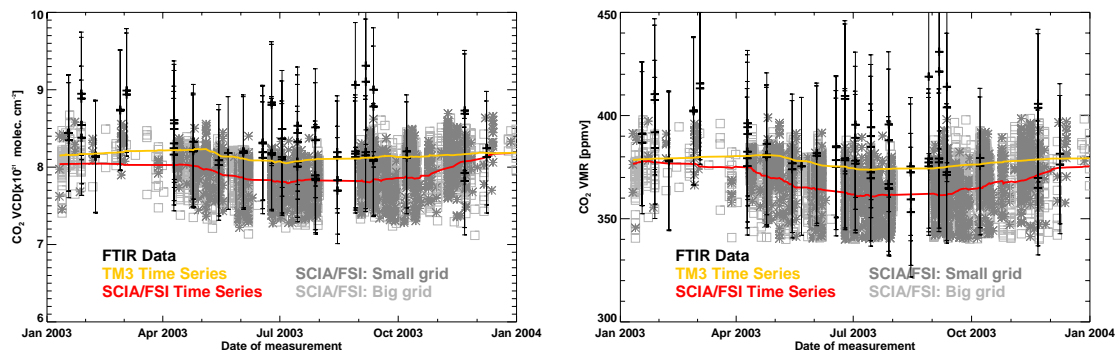 10
9
8
7
6
CO₂ VCD[x10²¹ molec. cm⁻²]
FTIR Data
TM3 Time Series
SCIA/FSI Time Series
SCIA/FSI: Small grid
SCIA/FSI: Big grid
Jan 2003 Apr 2003 Jul 2003 Oct 2003 Jan 2004
Date of measurement
450
400
350
300
CO₂ VMR [ppmv]
FTIR Data
TM3 Time Series
SCIA/FSI Time Series
SCIA/FSI: Small grid
SCIA/FSI: Big grid
Jan 2003 Apr 2003 Jul 2003 Oct 2003 Jan 2004
Date of measurement